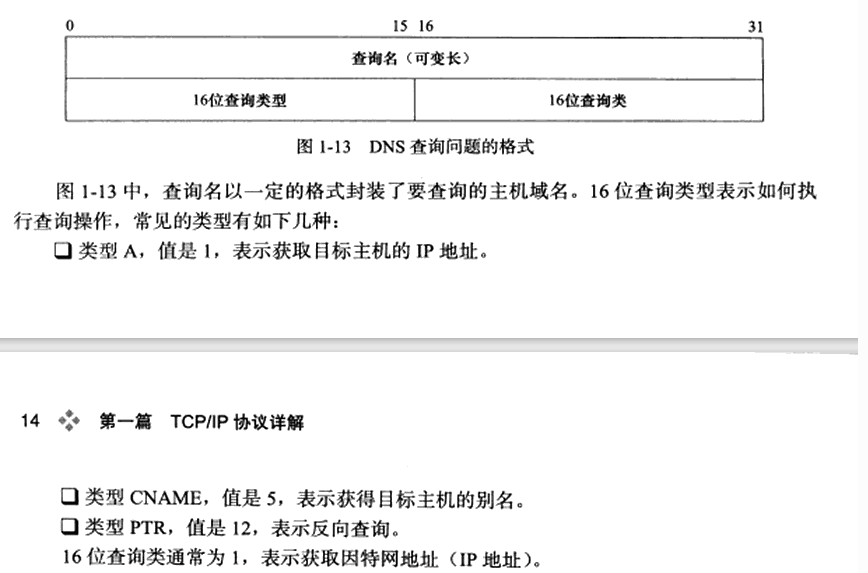 0 15 16 31
查询名（可变长）
16位查询类型 16位查询类
图 1-13 DNS 查询问题的格式
图 1-13 中，查询名以一定的格式封装了要查询的主机域名。16 位查询类型表示如何执
行查询操作，常见的类型有如下几种：
❑ 类型 A，值是 1，表示获取目标主机的 IP 地址。
14 第一篇 TCP/IP 协议详解
❑ 类型 CNAME，值是 5，表示获得目标主机的别名。
❑ 类型 PTR，值是 12，表示反向查询。
16 位查询类通常为 1，表示获取因特网地址（IP 地址）。